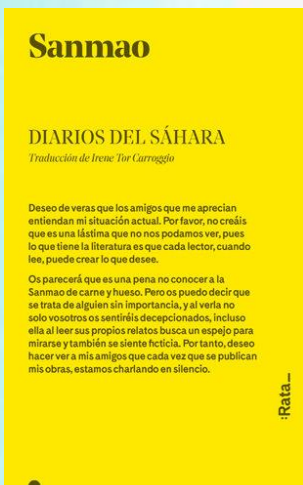 Sanmao
DIARIOS DEL SÁHARA
Traducción de Irene Tor Carroggio
Deseo de veras que los amigos que me aprecian
entiendan mi situación actual. Por favor, no creáis
que es una lástima que no nos podamos ver, pues
lo que tiene la literatura es que cada lector, cuando
lee, puede crear lo que desee.
Os parecerá que es una pena no conocer a la
Sanmao de carne y hueso. Pero os puedo decir que
se trata de alguien sin importancia, y al verla no
solo vosotros os sentiréis decepcionados, incluso
ella al leer sus propios relatos busca un espejo para
mirarse y también se siente ficticia. Por tanto, deseo
hacer ver a mis amigos que cada vez que se publican
mis obras, estamos charlando en silencio.
:Rata_